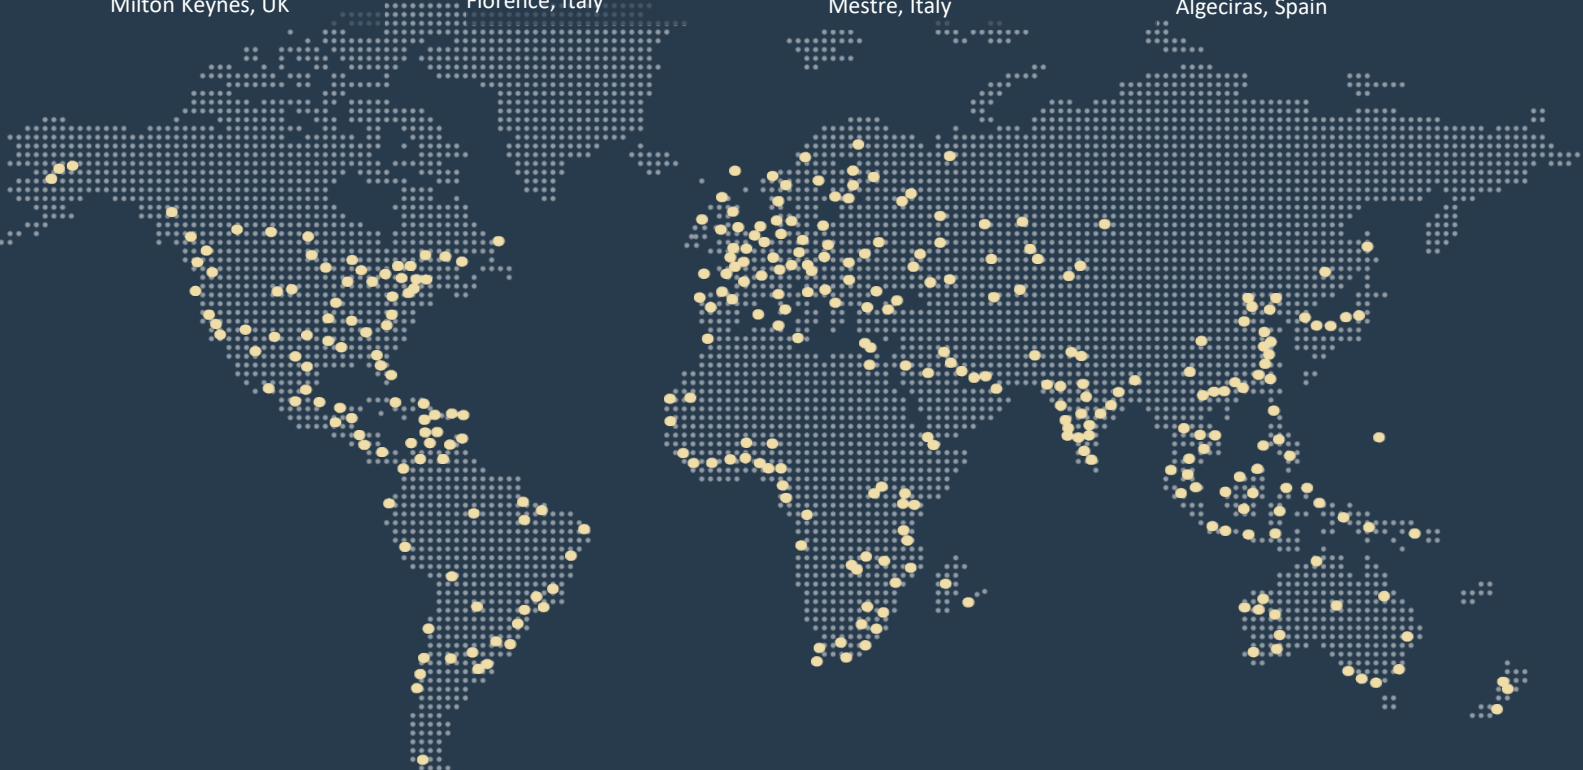 Milton Keynes, UK
Florence, Italy
Mestre, Italy
Algeciras, Spain